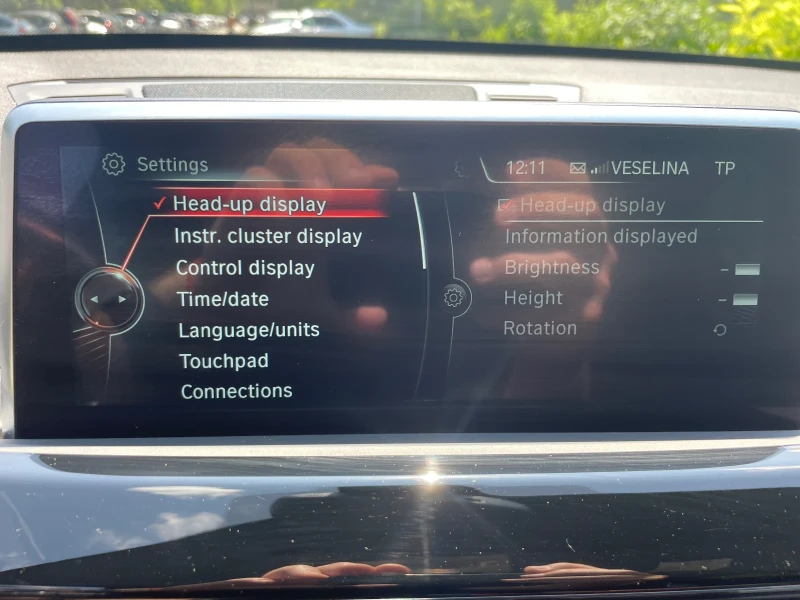 Settings
12:11 VESELINA TP
Head-up display
Instr. cluster display
Control display
Time/date
Language/units
Touchpad
Connections
Head-up display
Information displayed
Brightness
Height
Rotation